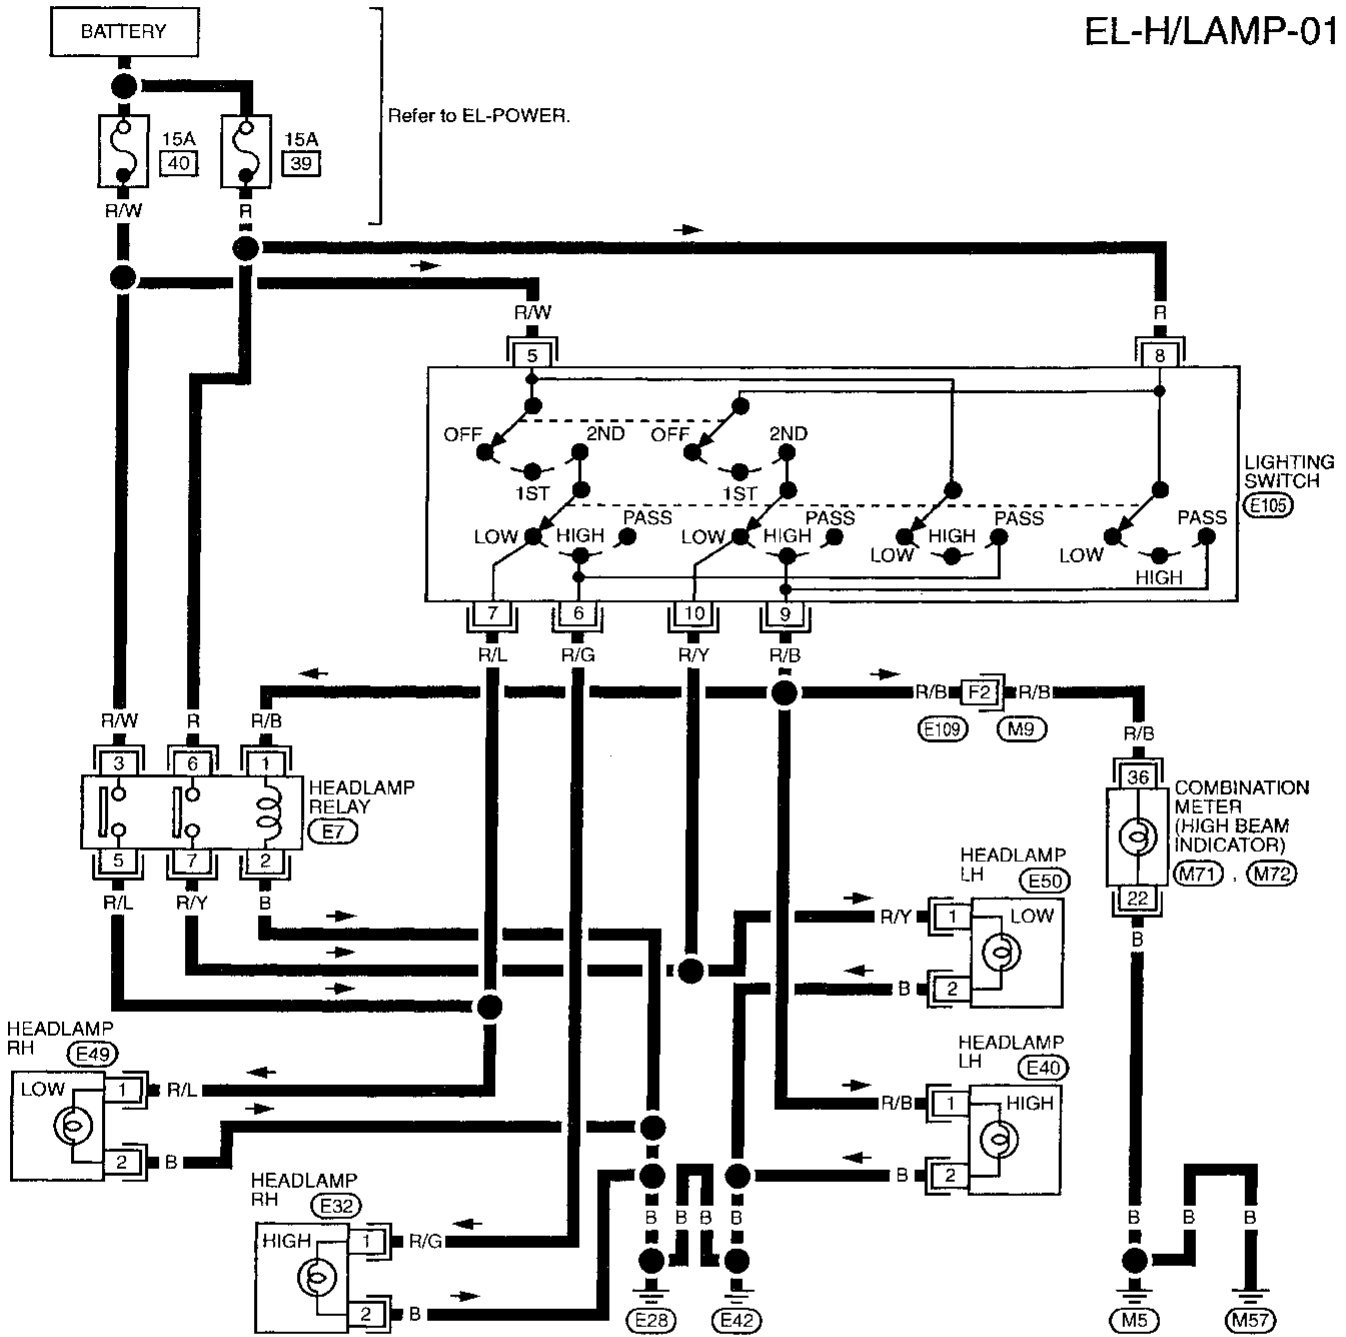 EL-H/LAMP-01
BATTERY
Refer to EL-POWER.
15A
40
15A
39
R/W
R
R/W
R
5
8
OFF
2ND
OFF
2ND
1ST
1ST
LIGHTING
SWITCH
E105
LOW
HIGH
PASS
LOW
HIGH
PASS
LOW
HIGH
PASS
LOW
HIGH
PASS
7
6
10
9
R/L
R/G
R/Y
R/B
R/B
F2
R/B
E109
M9
R/W
R
R/B
R/B
3
6
1
HEADLAMP
RELAY
E7
5
7
2
R/L
R/Y
B
36
COMBINATION
METER
(HIGH BEAM
INDICATOR)
M71 , M72
22
B
HEADLAMP
LH
E50
R/Y
1
LOW
B
2
HEADLAMP
RH
E49
LOW
1
R/L
2
B
HEADLAMP
LH
E40
R/B
1
HIGH
B
2
HEADLAMP
RH
E32
HIGH
1
R/G
2
B
B
B
B
B
B
B
B
E28
E42
M5
M57